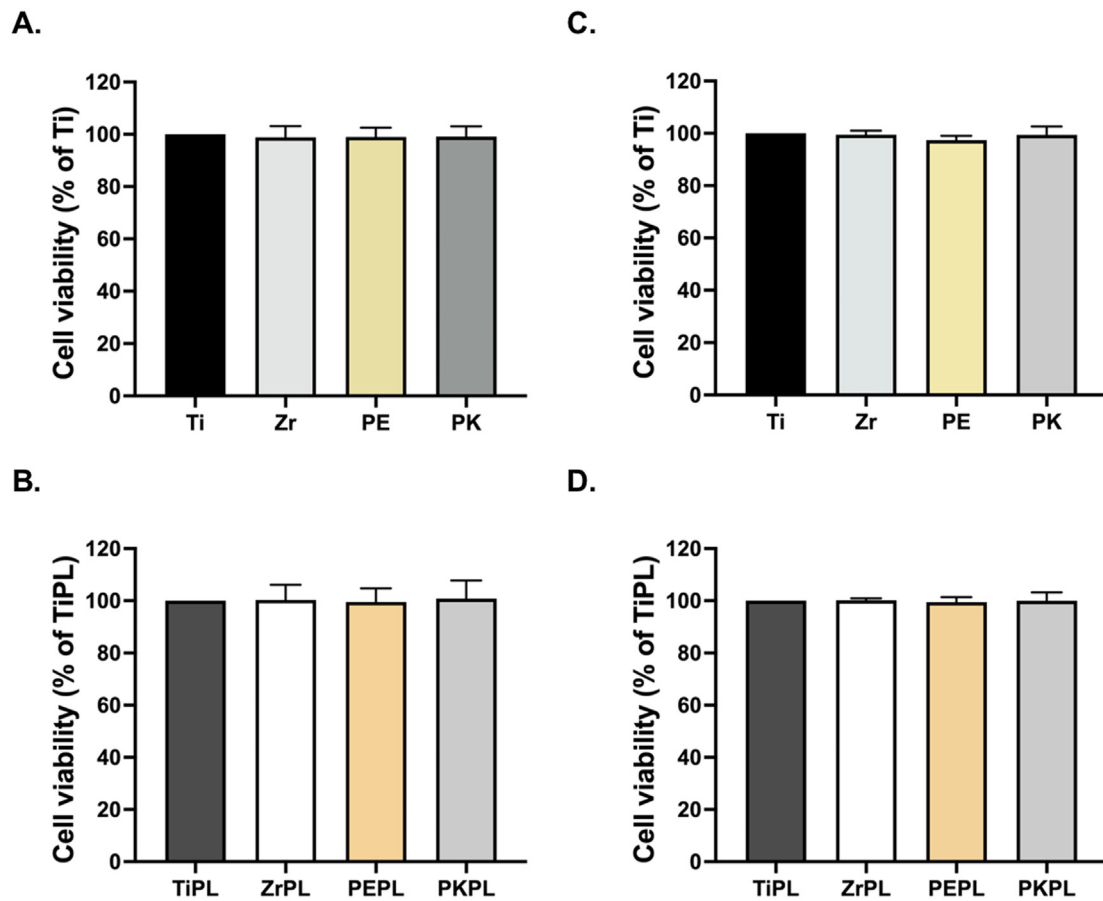 A.
Cell viability (% of Ti)
120
100
80
60
40
20
0
Ti Zr PE PK
C.
Cell viability (% of Ti)
120
100
80
60
40
20
0
Ti Zr PE PK
B.
Cell viability (% of TiPL)
120
100
80
60
40
20
0
TiPL ZrPL PEPL PKPL
D.
Cell viability (% of TiPL)
120
100
80
60
40
20
0
TiPL ZrPL PEPL PKPL